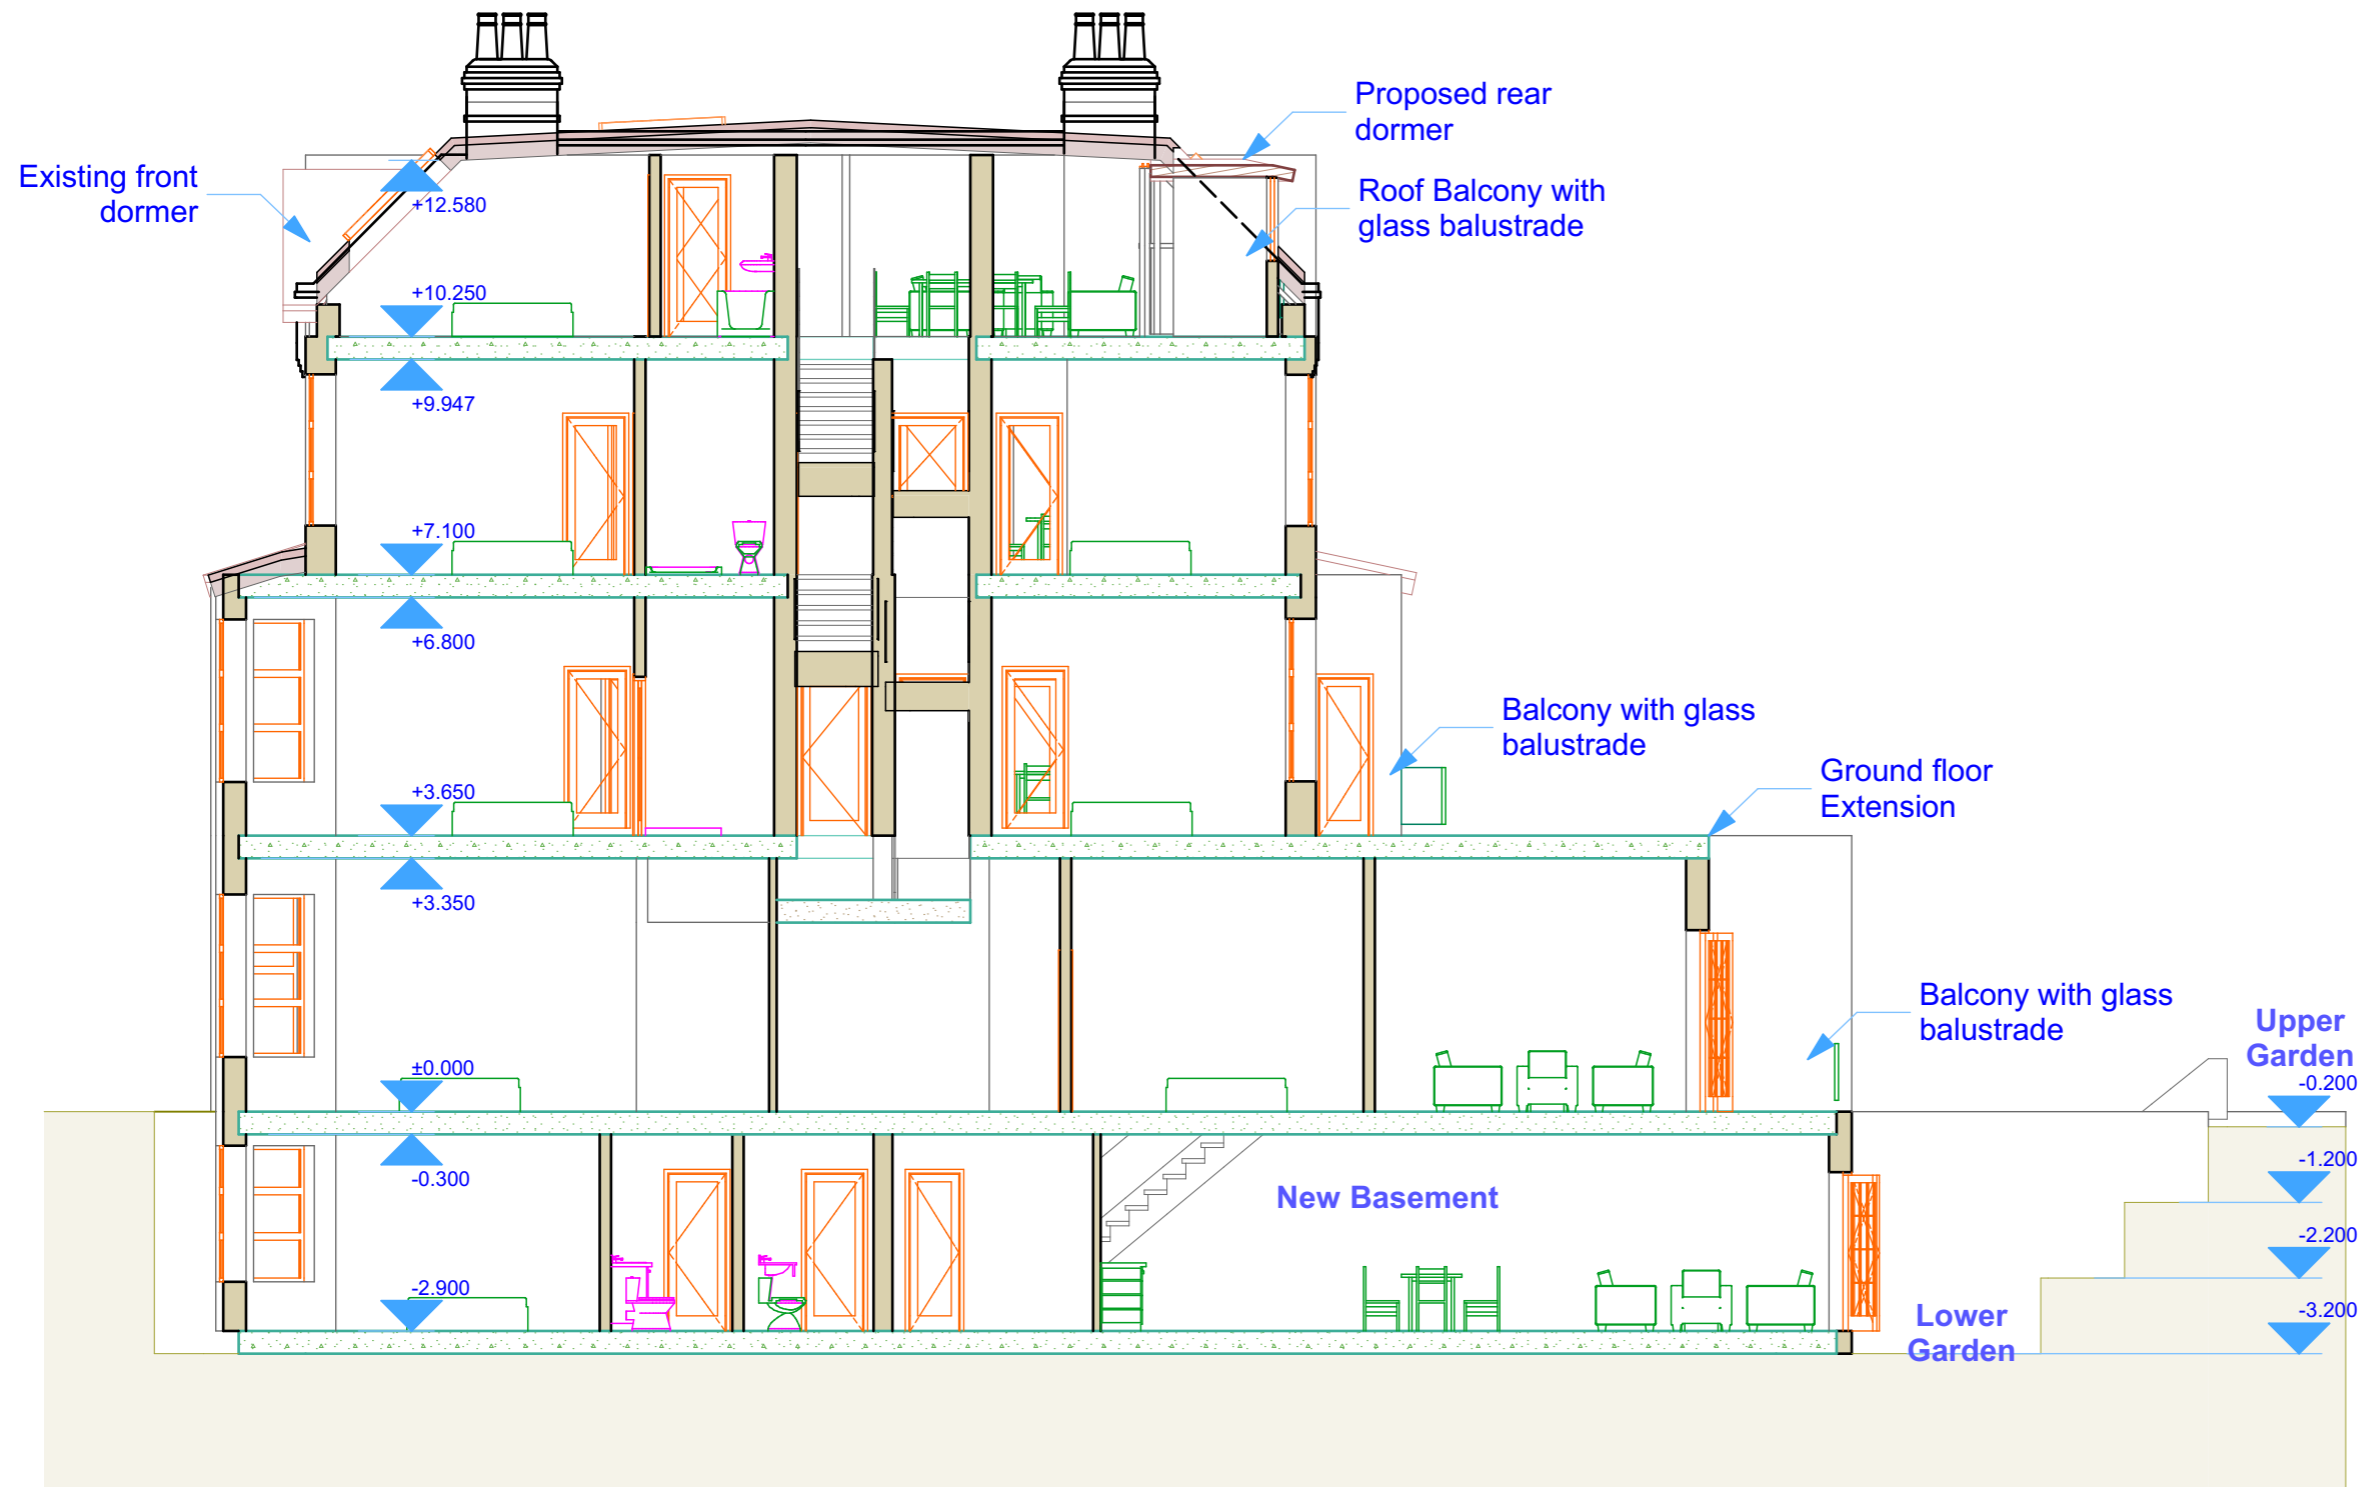 Proposed rear
dormer
Existing front
dormer
Roof Balcony with
glass balustrade
+12.580
+10.250
+9.947
+7.100
+6.800
Balcony with glass
balustrade
Ground floor
Extension
+3.650
+3.350
Balcony with glass
balustrade
Upper
Garden
±0.000
-0.200
-0.300
-1.200
New Basement
-2.200
-2.900
-3.200
Lower
Garden